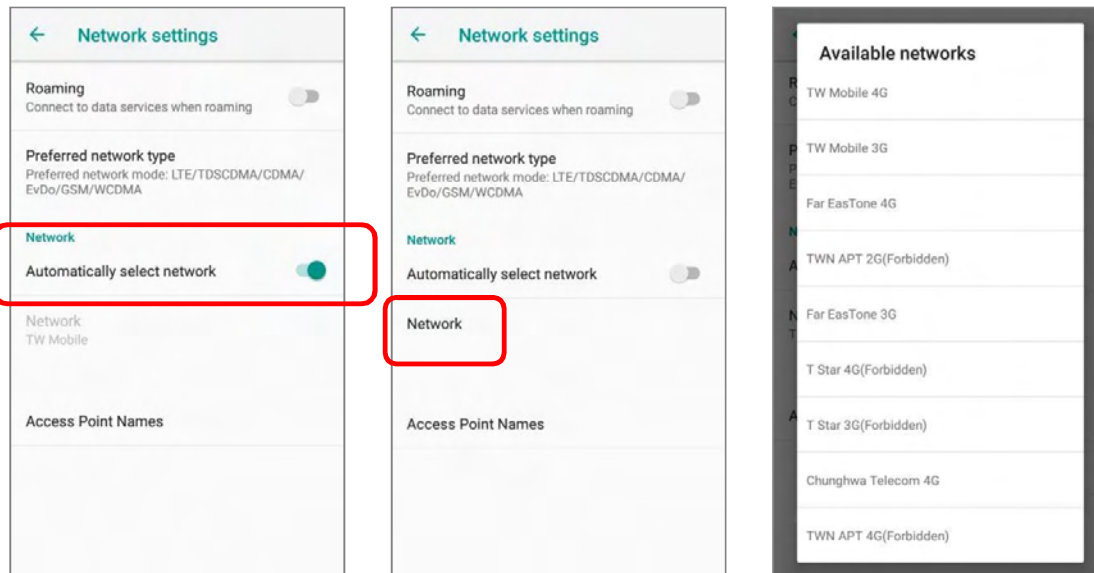 Network settings
Roaming
Connect to data services when roaming
Preferred network type
Preferred network mode: LTE/TDSCDMA/CDMA/
EvDo/GSM/WCDMA
Network
Automatically select network
Network
TW Mobile
Access Point Names
Network settings
Roaming
Connect to data services when roaming
Preferred network type
Preferred network mode: LTE/TDSCDMA/CDMA/
EvDo/GSM/WCDMA
Network
Automatically select network
Network
Access Point Names
Available networks
TW Mobile 4G
TW Mobile 3G
Far EasTone 4G
TWN APT 2G(Forbidden)
Far EasTone 3G
T Star 4G(Forbidden)
T Star 3G(Forbidden)
Chunghwa Telecom 4G
TWN APT 4G(Forbidden)